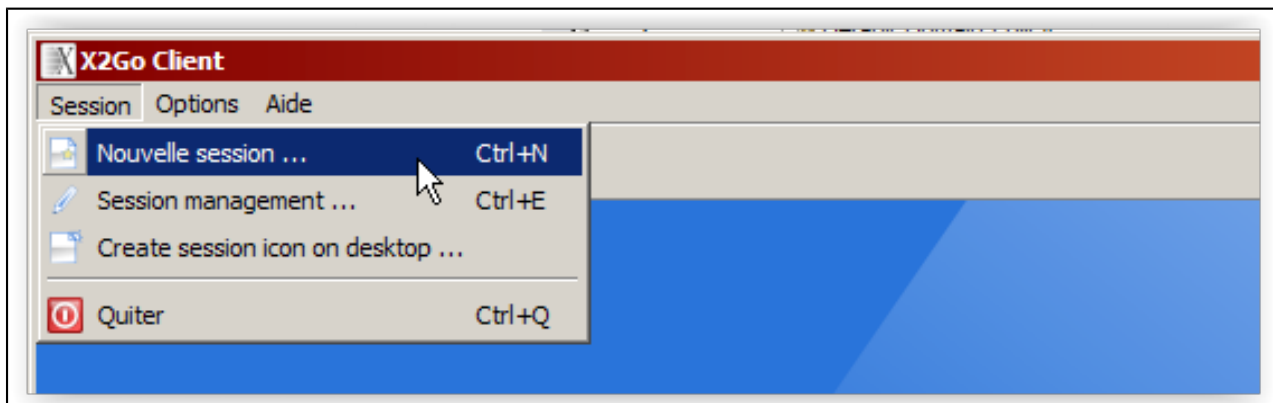 X2Go Client
Session Options Aide
Nouvelle session ... Ctrl+N
Session management ... Ctrl+E
Create session icon on desktop ...
Quiter Ctrl+Q